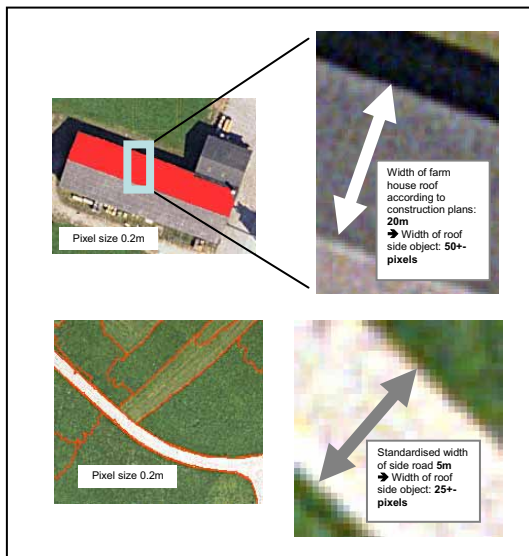 Pixel size 0.2m
Width of farm
house roof
according to
construction plans:
20m
➔ Width of roof
side object: 50+-
pixels
Pixel size 0.2m
Standardised width
of side road 5m
➔ Width of roof
side object: 25+-
pixels